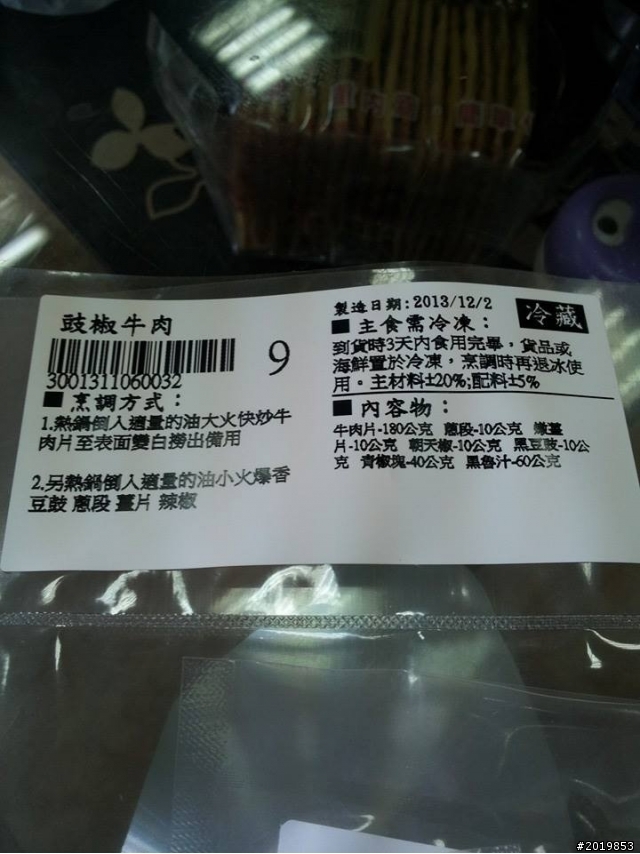 豉椒牛肉
3001311060032
9
■ 烹調方式：
1.熱鍋倒入適量的油大火快炒牛
肉片至表面變白撈出備用
2.另熱鍋倒入適量的油小火爆香
豆鼓 蔥段 薑片 辣椒
製造日期:2013/12/2
冷藏
■ 主食需冷凍：
到貨時3天內食用完畢，貨品或
海鮮置於冷凍，烹調時再退冰使
用。主材料±20%;配料±5%
■ 內容物：
牛肉片-180公克 蔥段-10公克 嫩薑
片-10公克 朝天椒-10公克 黑豆豉-10公
克 青椒塊-40公克 黑魯汁-60公克
#2019853